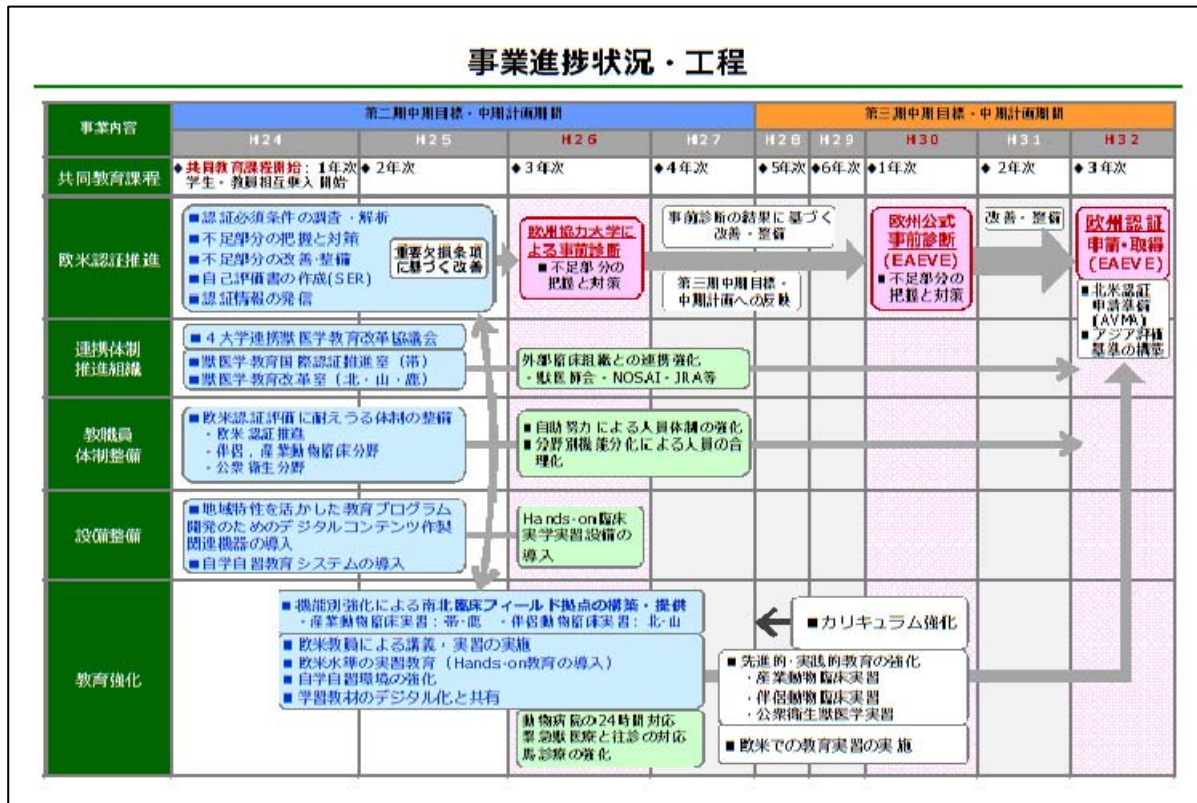 事業進捗状況・工程
事業内容
第二期中期目標・中期計画期間
第三期中期目標・中期計画期間
H24
H25
H26
H27
H28
H29
H30
H31
H32
共同教育課程
◆共同教育課程開始：1年次
学生・教員相互乗入開始
◆2年次
◆3年次
◆4年次
◆5年次
◆6年次
◆1年次
◆2年次
◆3年次
欧米認証推進
■認証必須条件の調査・解析
■不足部分の把握と対策
■不足部分の改善・整備
■自己評価書の作成(SER)
■認証情報の発信
重要欠損条項
に基づく改善
欧州協力大学に
よる事前診断
■不足部分の
把握と対策
事前診断の結果に基づく
改善・整備
第三期中期目標・
中期計画への反映
欧州公式
事前診断
(EAEVE)
■不足部分の
把握と対策
改善・整備
欧州認証
申請・取得
(EAEVE)
■北米認証
申請準備
(AVMA)
■アジア評価
基準の構築
連携体制
推進組織
■4大学連携獣医学教育改革協議会
■獣医学教育国際認証推進室（帯）
■獣医学教育改革室（北・山・鹿）
外部臨床組織との連携強化
・獣医師会・NOSAI・JRA等
教職員
体制整備
■欧米認証評価に耐えうる体制の整備
・欧米認証推進
・伴侶，産業動物臨床分野
・公衆衛生分野
■自助努力による人員体制の強化
■分野別機能分化による人員の合
理化
設備整備
■地域特性を活かした教育プログラム
開発のためのデジタルコンテンツ作製
関連機器の導入
■自学自習教育システムの導入
Hands-on臨床
実学実習設備の
導入
教育強化
■機能別強化による南北臨床フィールド拠点の構築・提供
・産業動物臨床実習：帯・鹿　・伴侶動物臨床実習：北・山
■欧米教員による講義・実習の実施
■欧米水準の実習教育（Hands-on教育の導入）
■自学自習環境の強化
■学習教材のデジタル化と共有
動物病院の24時間対応
緊急獣医療と往診の対応
馬診療の強化
■カリキュラム強化
■先進的・実践的教育の強化
・産業動物臨床実習
・伴侶動物臨床実習
・公衆衛生獣医学実習
■欧米での教育実習の実施